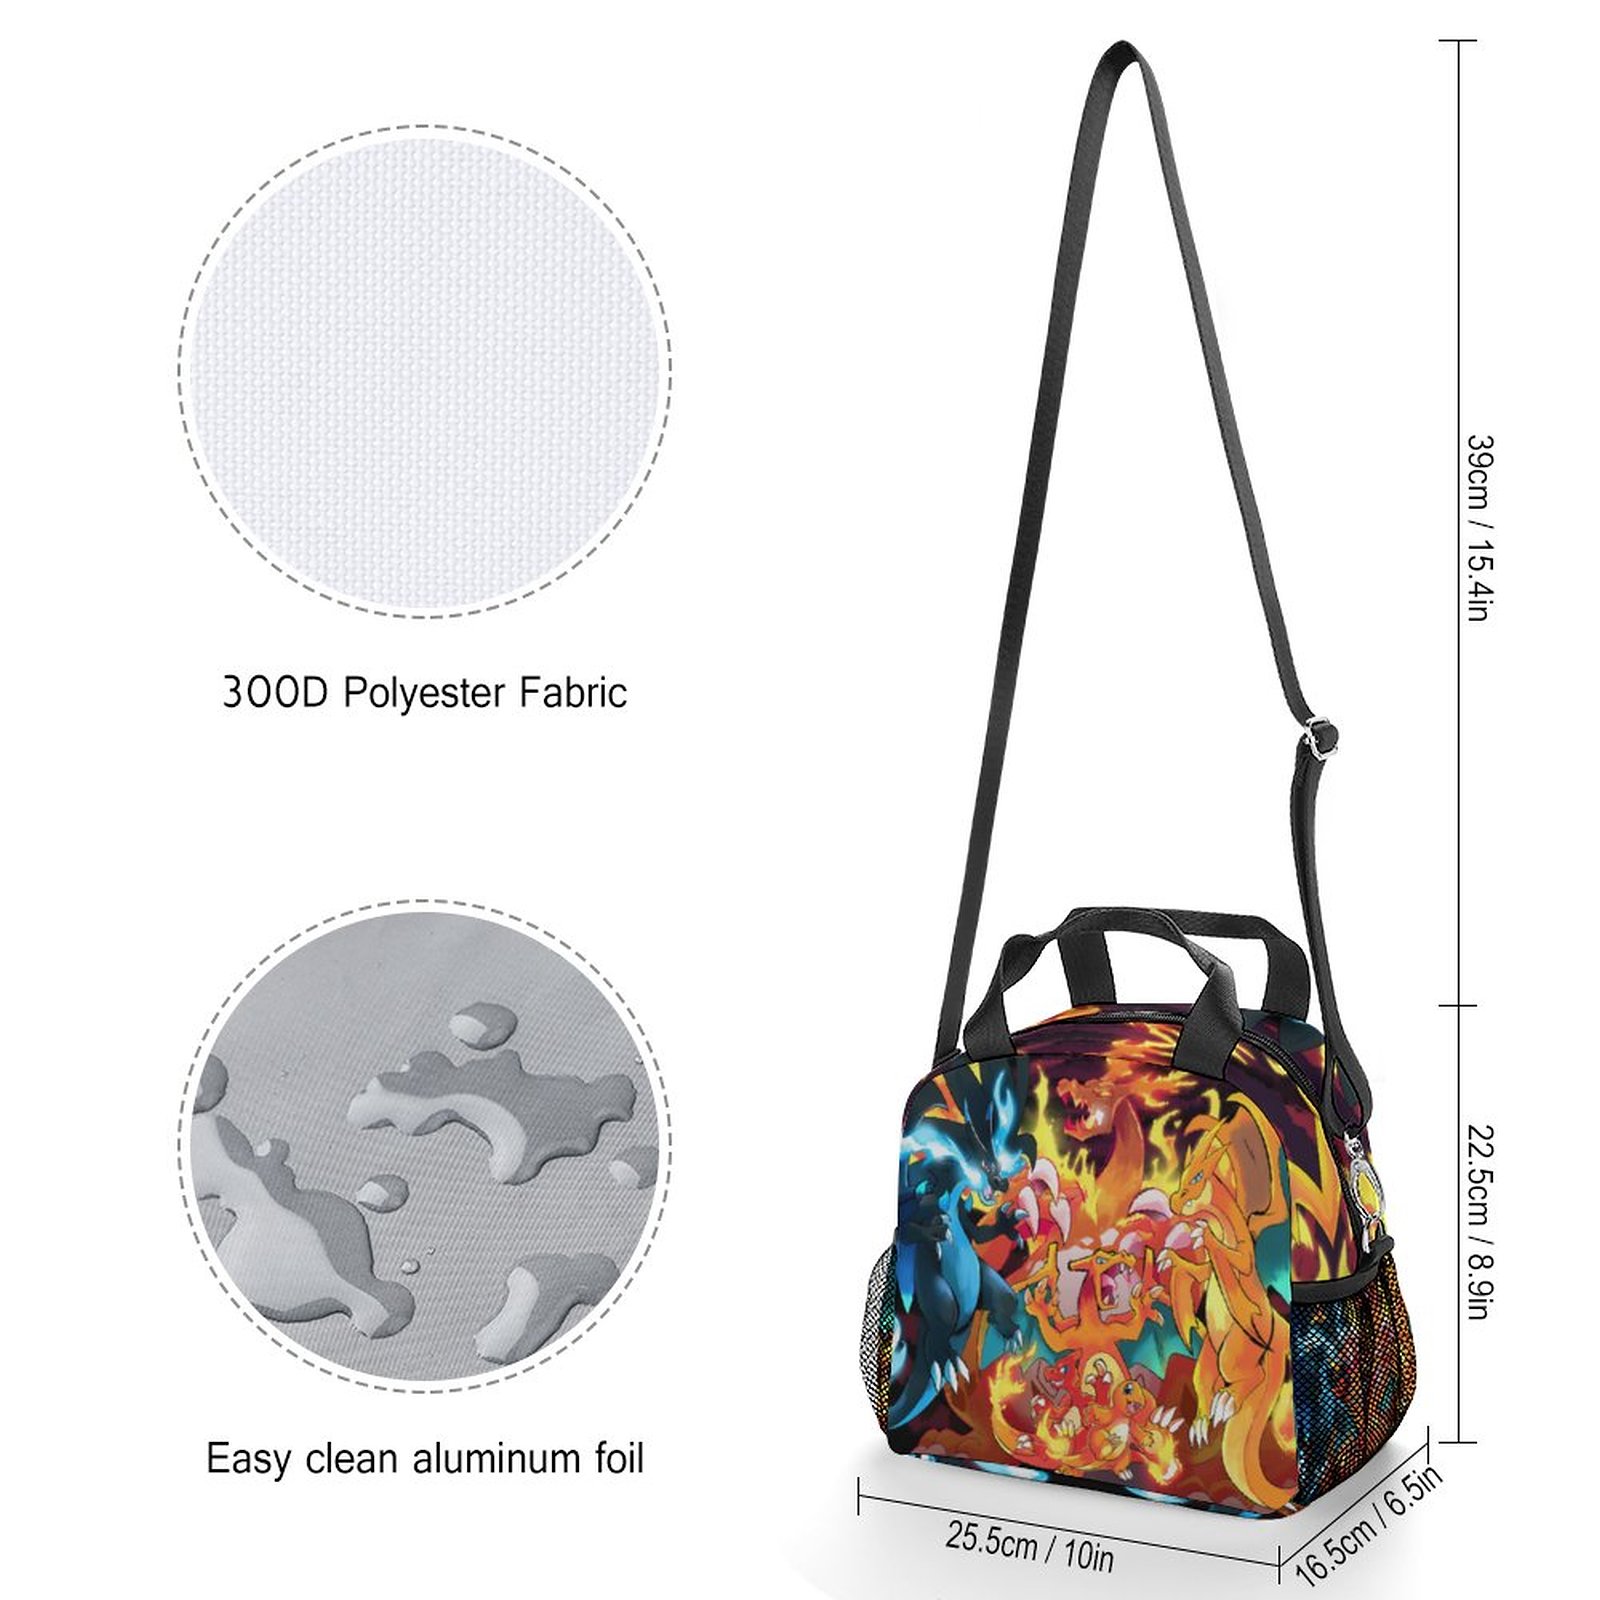 300D Polyester Fabric
Easy clean aluminum foil
39cm / 15.4in
22.5cm / 8.9in
25.5cm / 10in
16.5cm / 6.5in